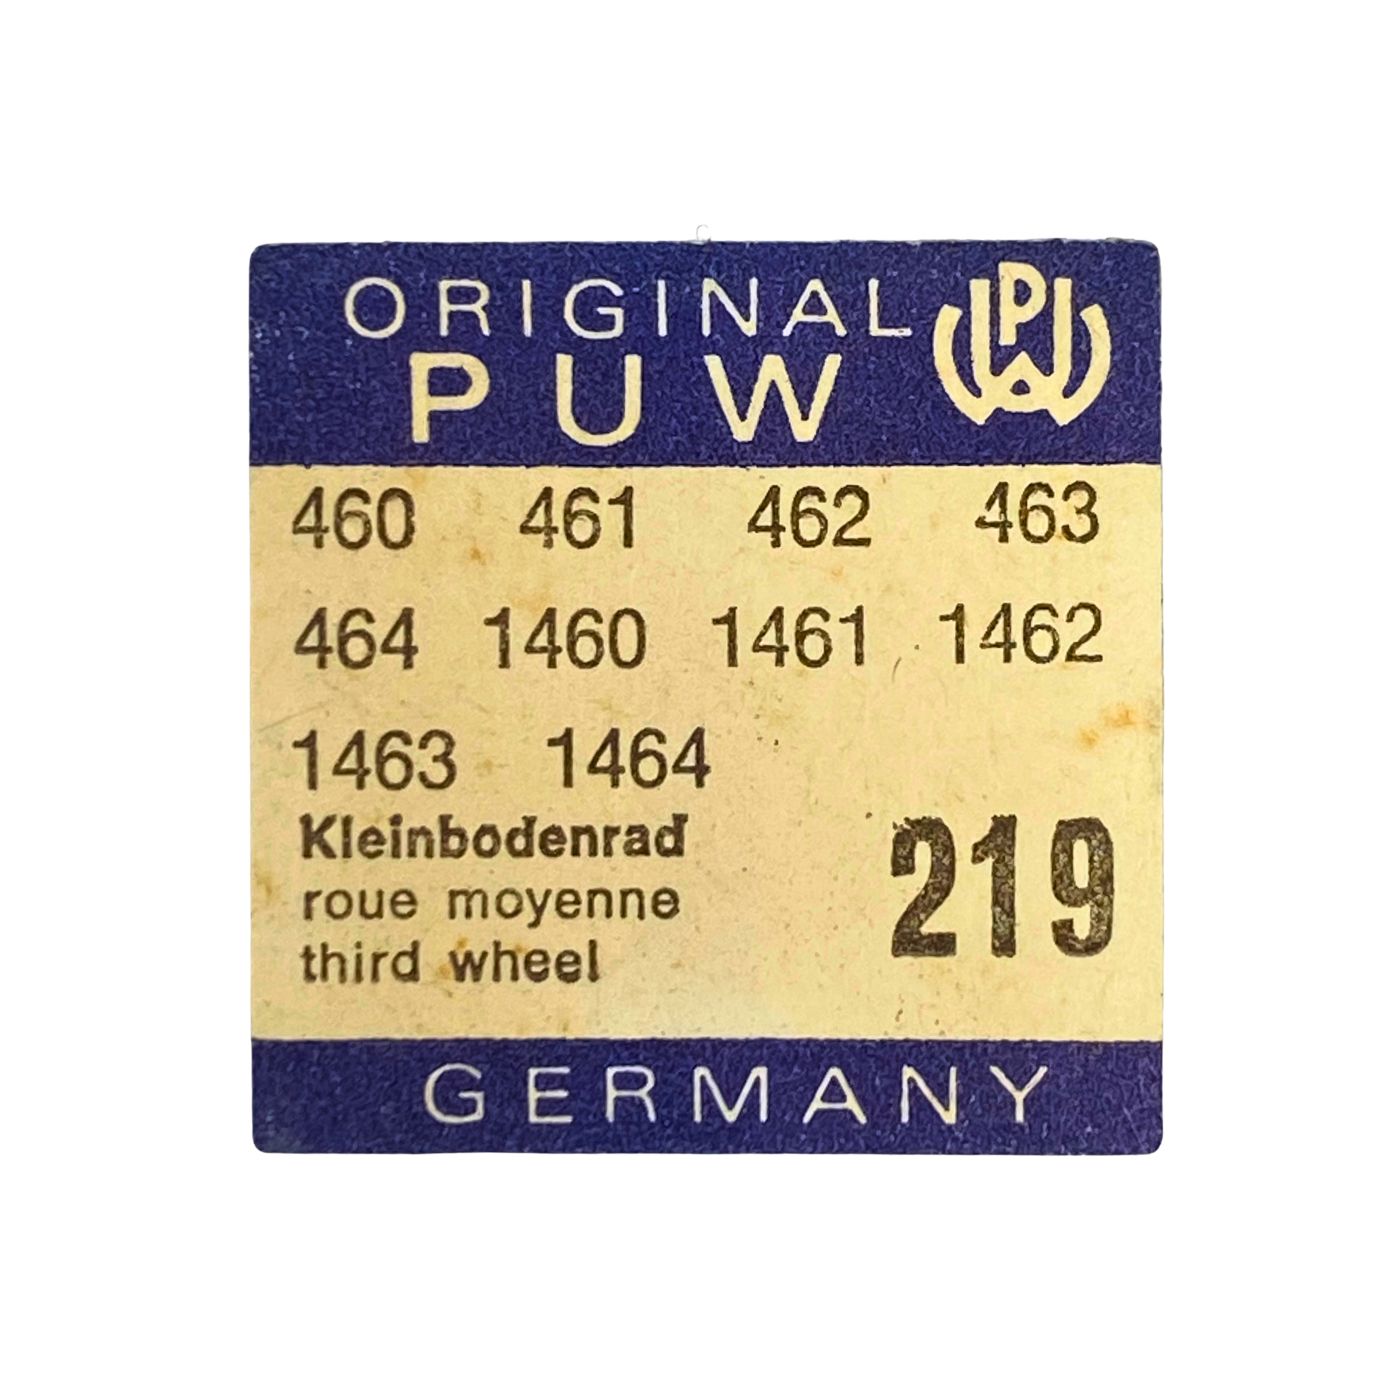 ORIGINAL
PUW
PUW
460 461 462 463
464 1460 1461 1462
1463 1464
Kleinbodenrad
roue moyenne
third wheel
219
GERMANY